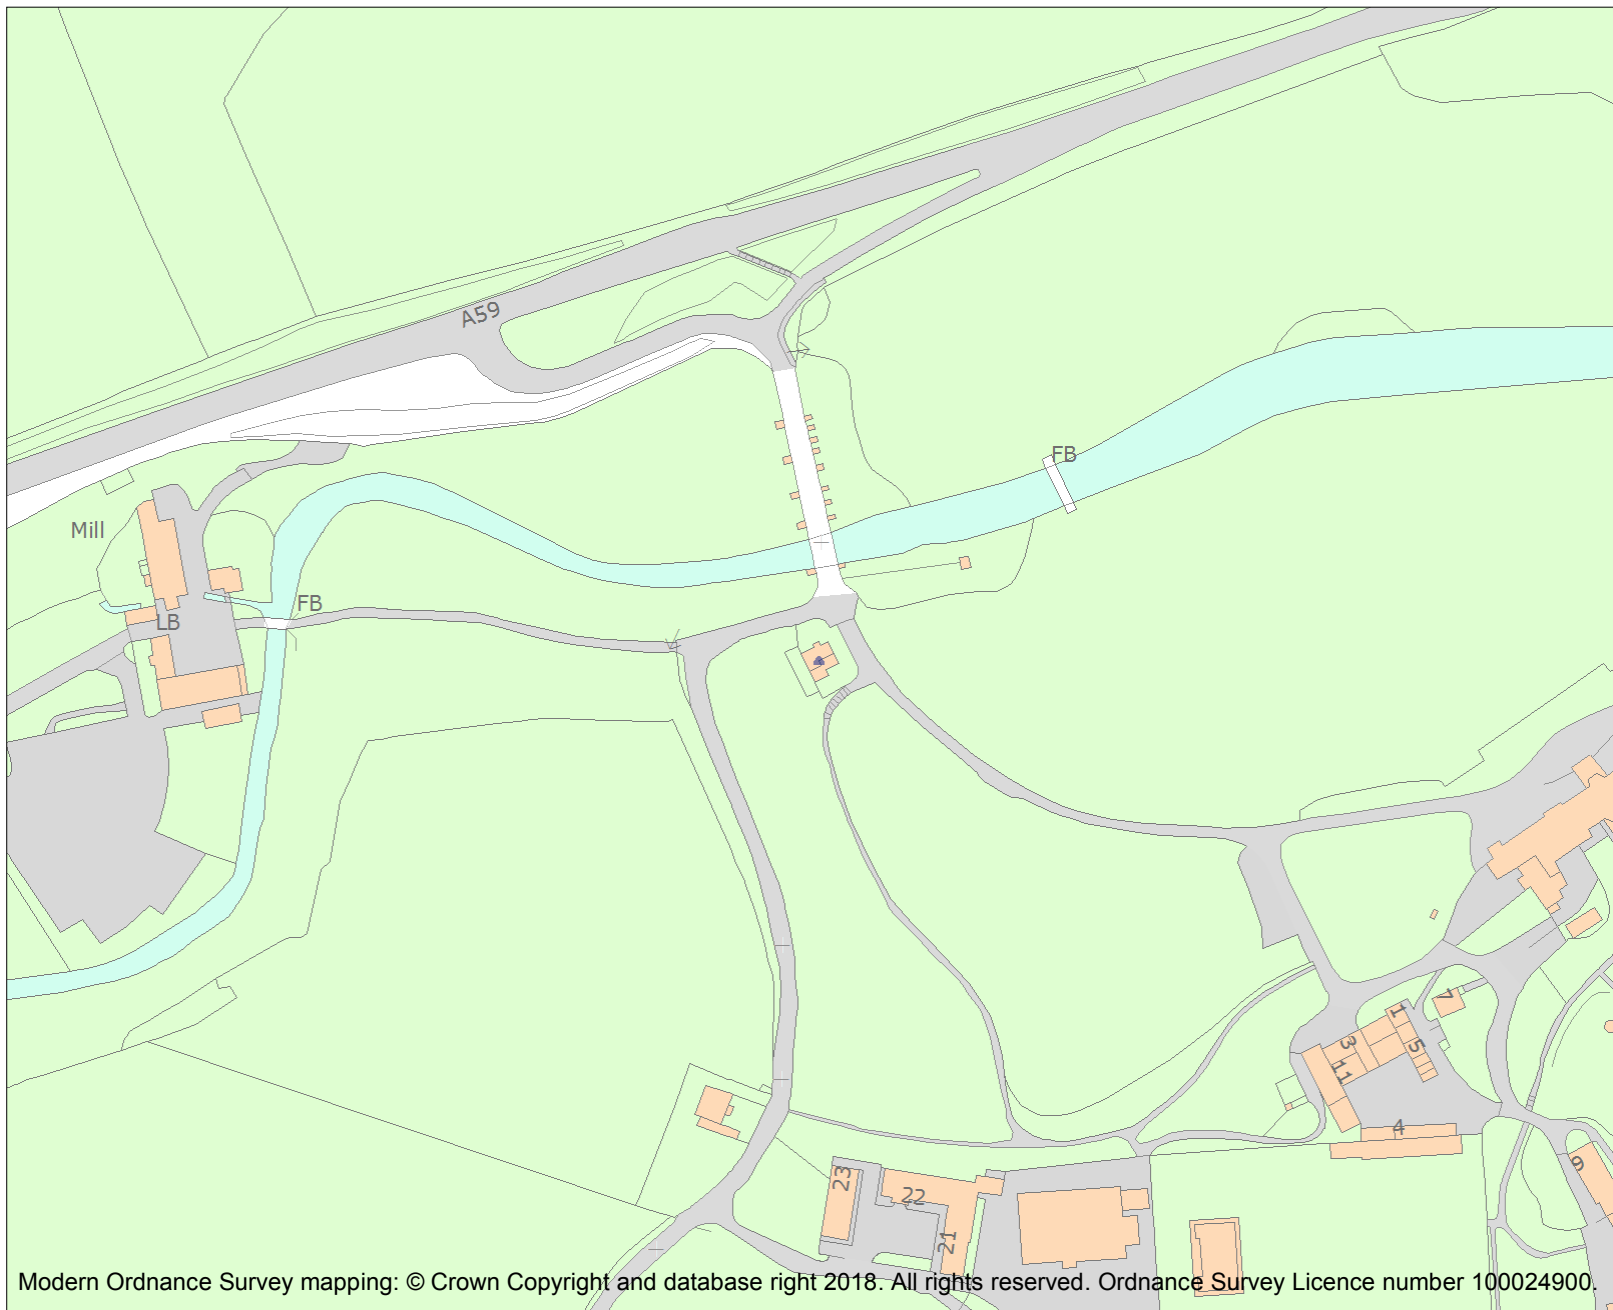 A59
FB
Mill
FB
LB
1
7
3
5
11
4
9
23
22
21
Modern Ordnance Survey mapping: © Crown Copyright and database right 2018. All rights reserved. Ordnance Survey Licence number 100024900.